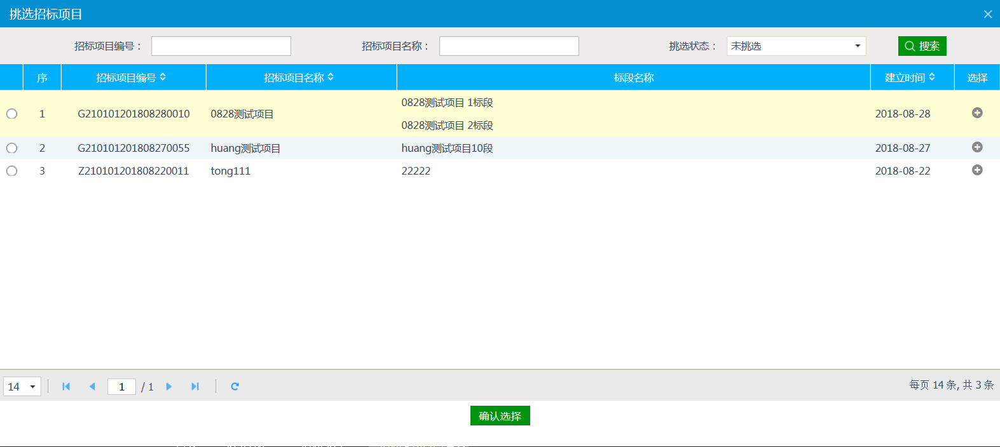 挑选招标项目
招标项目编号：
招标项目名称：
挑选状态：
未挑选
搜索
序 招标项目编号 招标项目名称 标段名称 建立时间 选择
1 G210101201808280010 0828测试项目 0828测试项目 1标段 2018-08-28
0828测试项目 2标段
2 G210101201808270055 huang测试项目 huang测试项目10段 2018-08-27
3 Z210101201808220011 tong111 22222 2018-08-22
14 1 / 1 每页 14 条, 共 3 条
确认选择